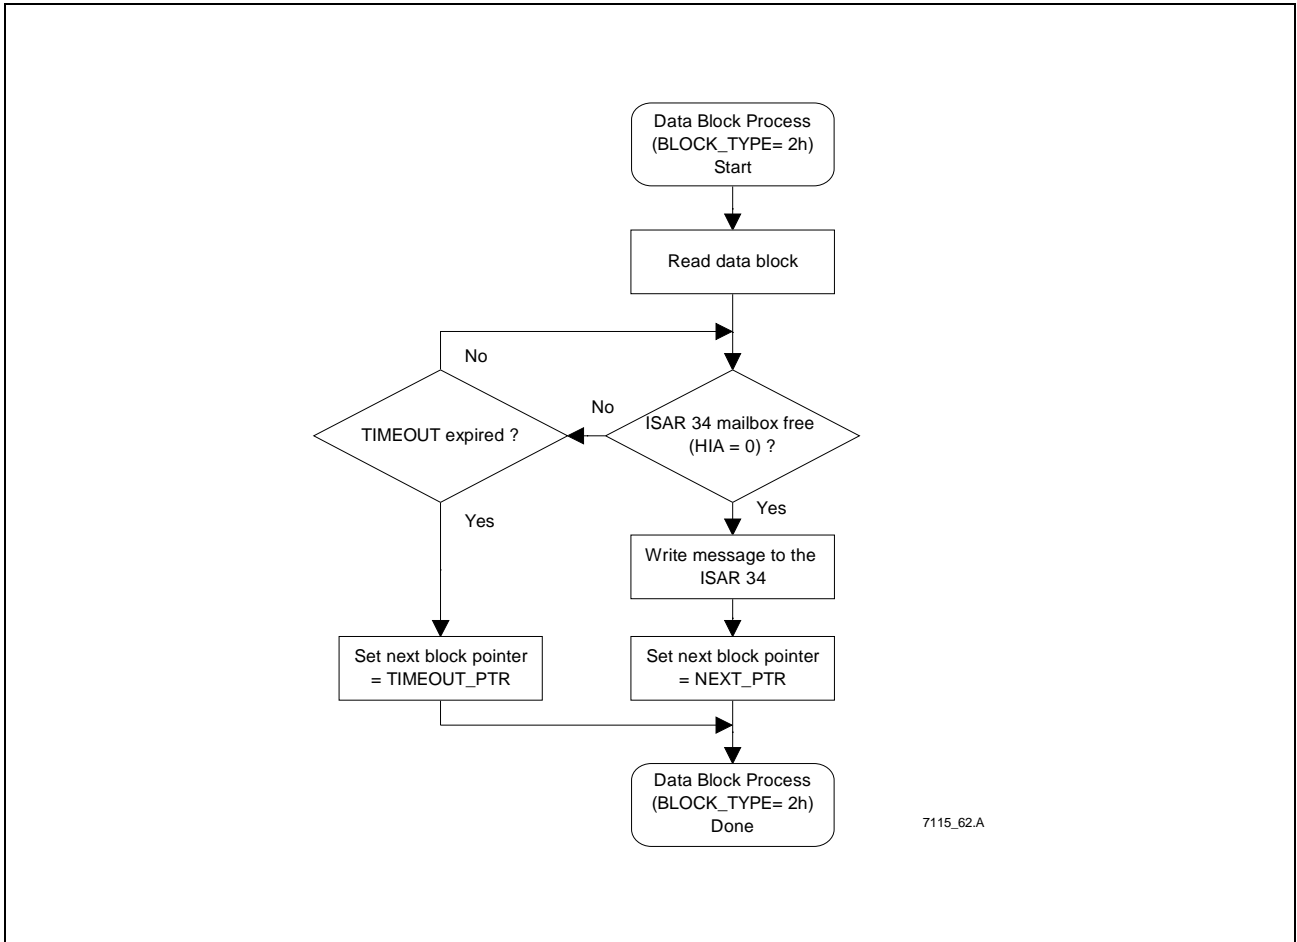 Data Block Process
(BLOCK_TYPE= 2h)
Start
Read data block
No
No
TIMEOUT expired ?
ISAR 34 mailbox free
(HIA = 0) ?
Yes
Yes
Write message to the
ISAR 34
Set next block pointer
= TIMEOUT_PTR
Set next block pointer
= NEXT_PTR
Data Block Process
(BLOCK_TYPE= 2h)
Done
7115_62.A